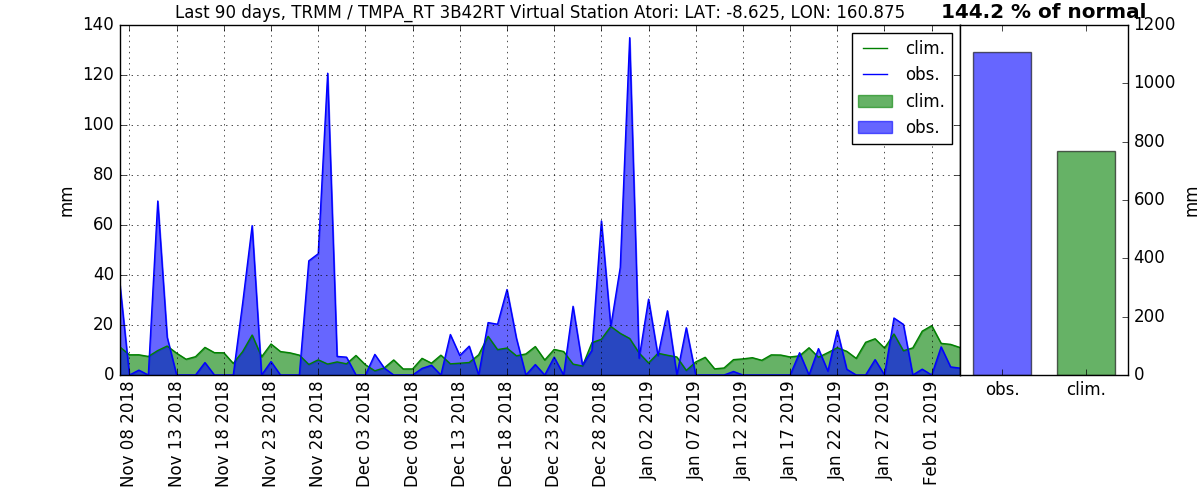 Last 90 days, TRMM / TMPA_RT 3B42RT Virtual Station Atori: LAT: -8.625, LON: 160.875
144.2 % of normal
140
120
100
80
60
40
20
0
mm
clim.
obs.
clim.
obs.
Nov 08 2018
Nov 13 2018
Nov 18 2018
Nov 23 2018
Nov 28 2018
Dec 03 2018
Dec 08 2018
Dec 13 2018
Dec 18 2018
Dec 23 2018
Dec 28 2018
Jan 02 2019
Jan 07 2019
Jan 12 2019
Jan 17 2019
Jan 22 2019
Jan 27 2019
Feb 01 2019
1200
1000
800
600
400
200
0
mm
obs.
clim.